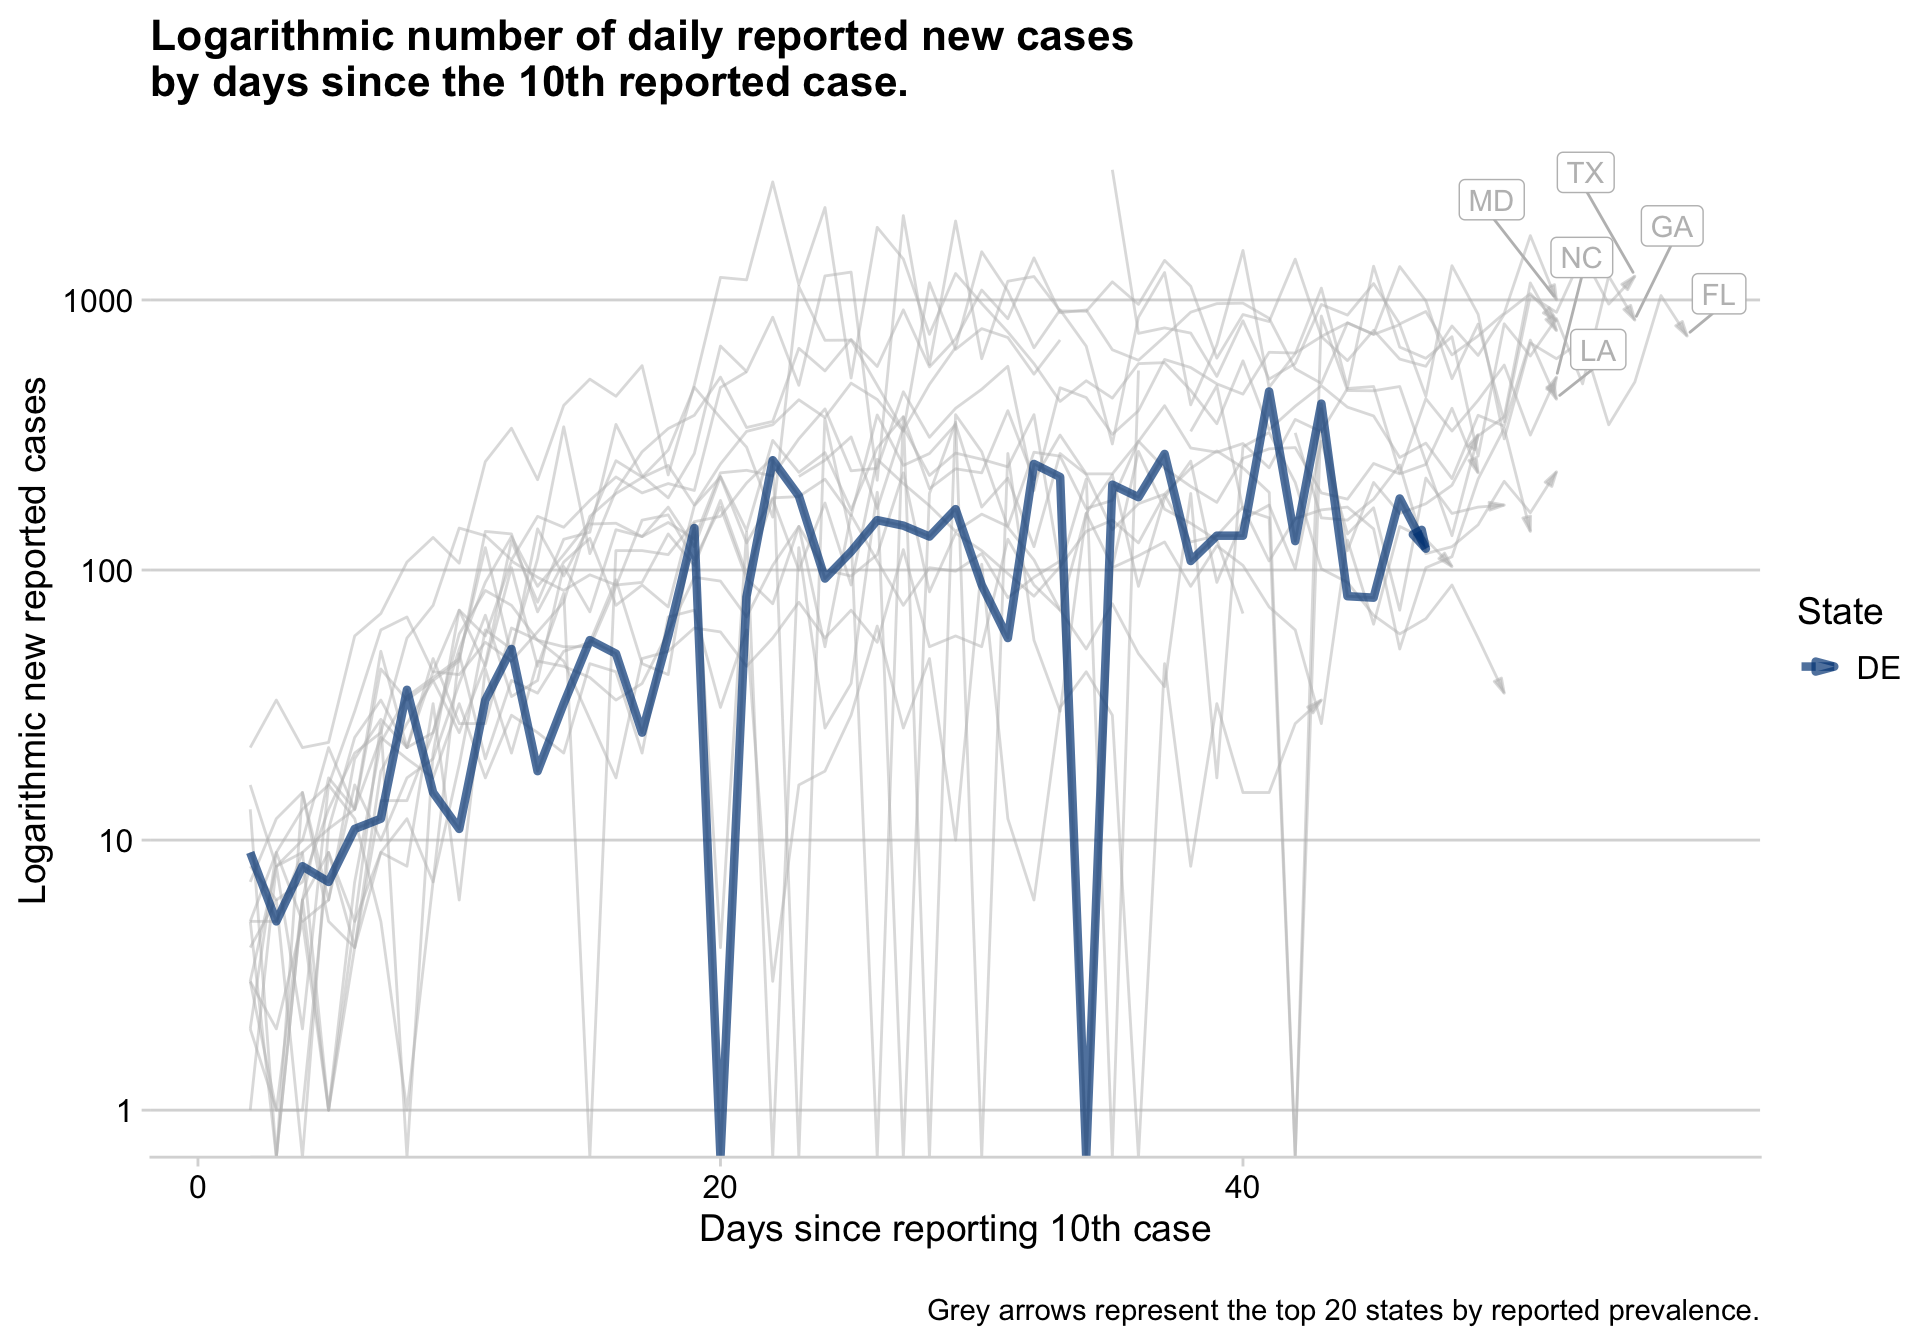 Logarithmic number of daily reported new cases
by days since the 10th reported case.
TX
MD
GA
NC
FL
LA
1000
100
10
1
Logarithmic new reported cases
0
20
40
Days since reporting 10th case
State
DE
Grey arrows represent the top 20 states by reported prevalence.